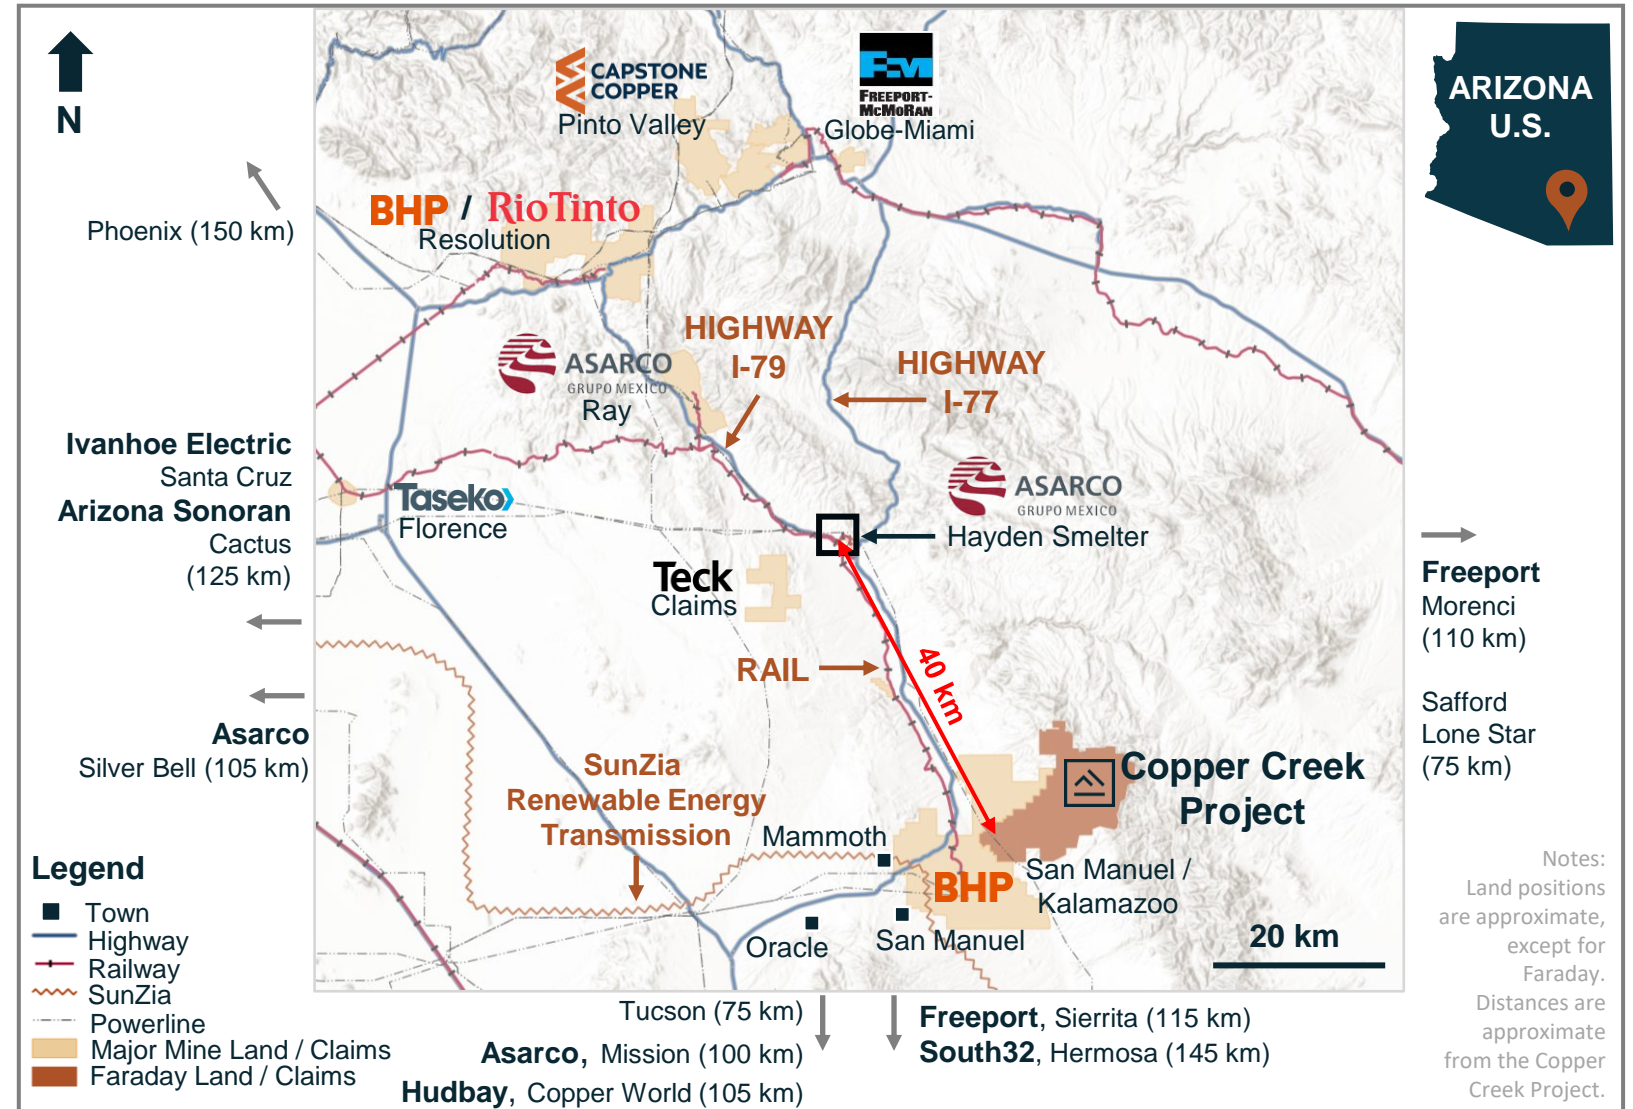 N
CAPSTONE
COPPER
Pinto Valley
FCX
FREEPORT-
MCMORAN
Globe-Miami
ARIZONA
U.S.
Phoenix (150 km)
BHP / RioTinto
Resolution
HIGHWAY
I-79
HIGHWAY
I-77
ASARCO
GRUPO MEXICO
Ray
Ivanhoe Electric
Santa Cruz
Arizona Sonoran
Cactus
(125 km)
Taseko
Florence
ASARCO
GRUPO MEXICO
Hayden Smelter
Teck
Claims
Freeport
Morenci
(110 km)
Safford
Lone Star
(75 km)
RAIL
40 km
Asarco
Silver Bell (105 km)
SunZia
Renewable Energy
Transmission
Copper Creek
Project
Mammoth
BHP
San Manuel /
Kalamazoo
Oracle
San Manuel
20 km
Legend
Town
Highway
Railway
SunZia
Powerline
Major Mine Land / Claims
Faraday Land / Claims
Notes:
Land positions
are approximate,
except for
Faraday.
Distances are
approximate
from the Copper
Creek Project.
Tucson (75 km)
Asarco, Mission (100 km)
Hudbay, Copper World (105 km)
Freeport, Sierrita (115 km)
South32, Hermosa (145 km)